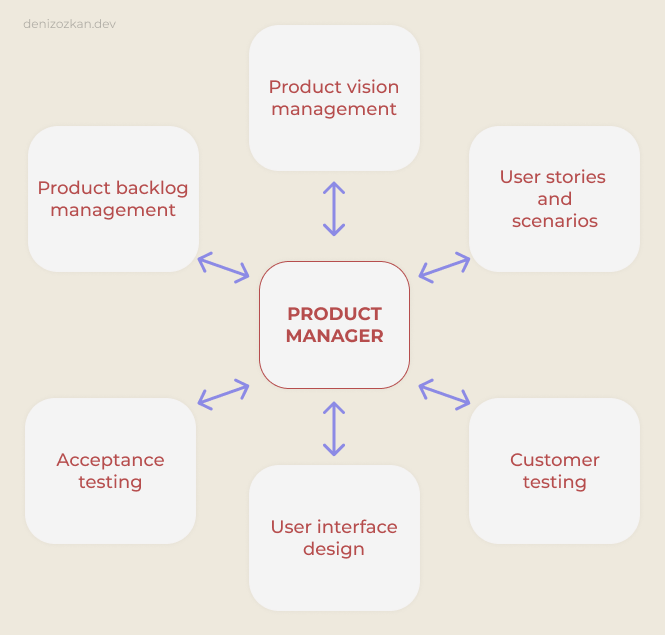 denizozkan.dev
Product vision
management
Product backlog
management
User stories
and
scenarios
PRODUCT
MANAGER
Acceptance
testing
Customer
testing
User interface
design